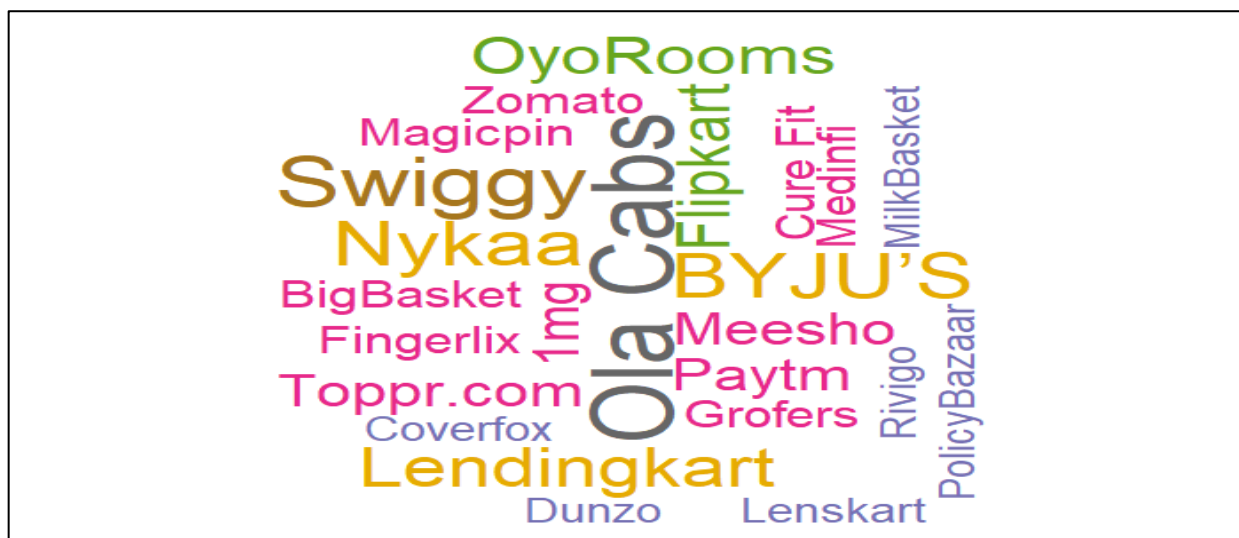 OyoRooms
Zomato
Magicpin
Swiggy
Nykaa
BigBasket
1mg
Fingerlix
Toppr.com
Coverfox
Lendingkart
Dunzo
Ola Cabs
Flipkart
Cure Fit
Medinfi
MilkBasket
BYJU’S
Meesho
Paytm
Grofers
Rivigo
PolicyBazaar
Lenskart